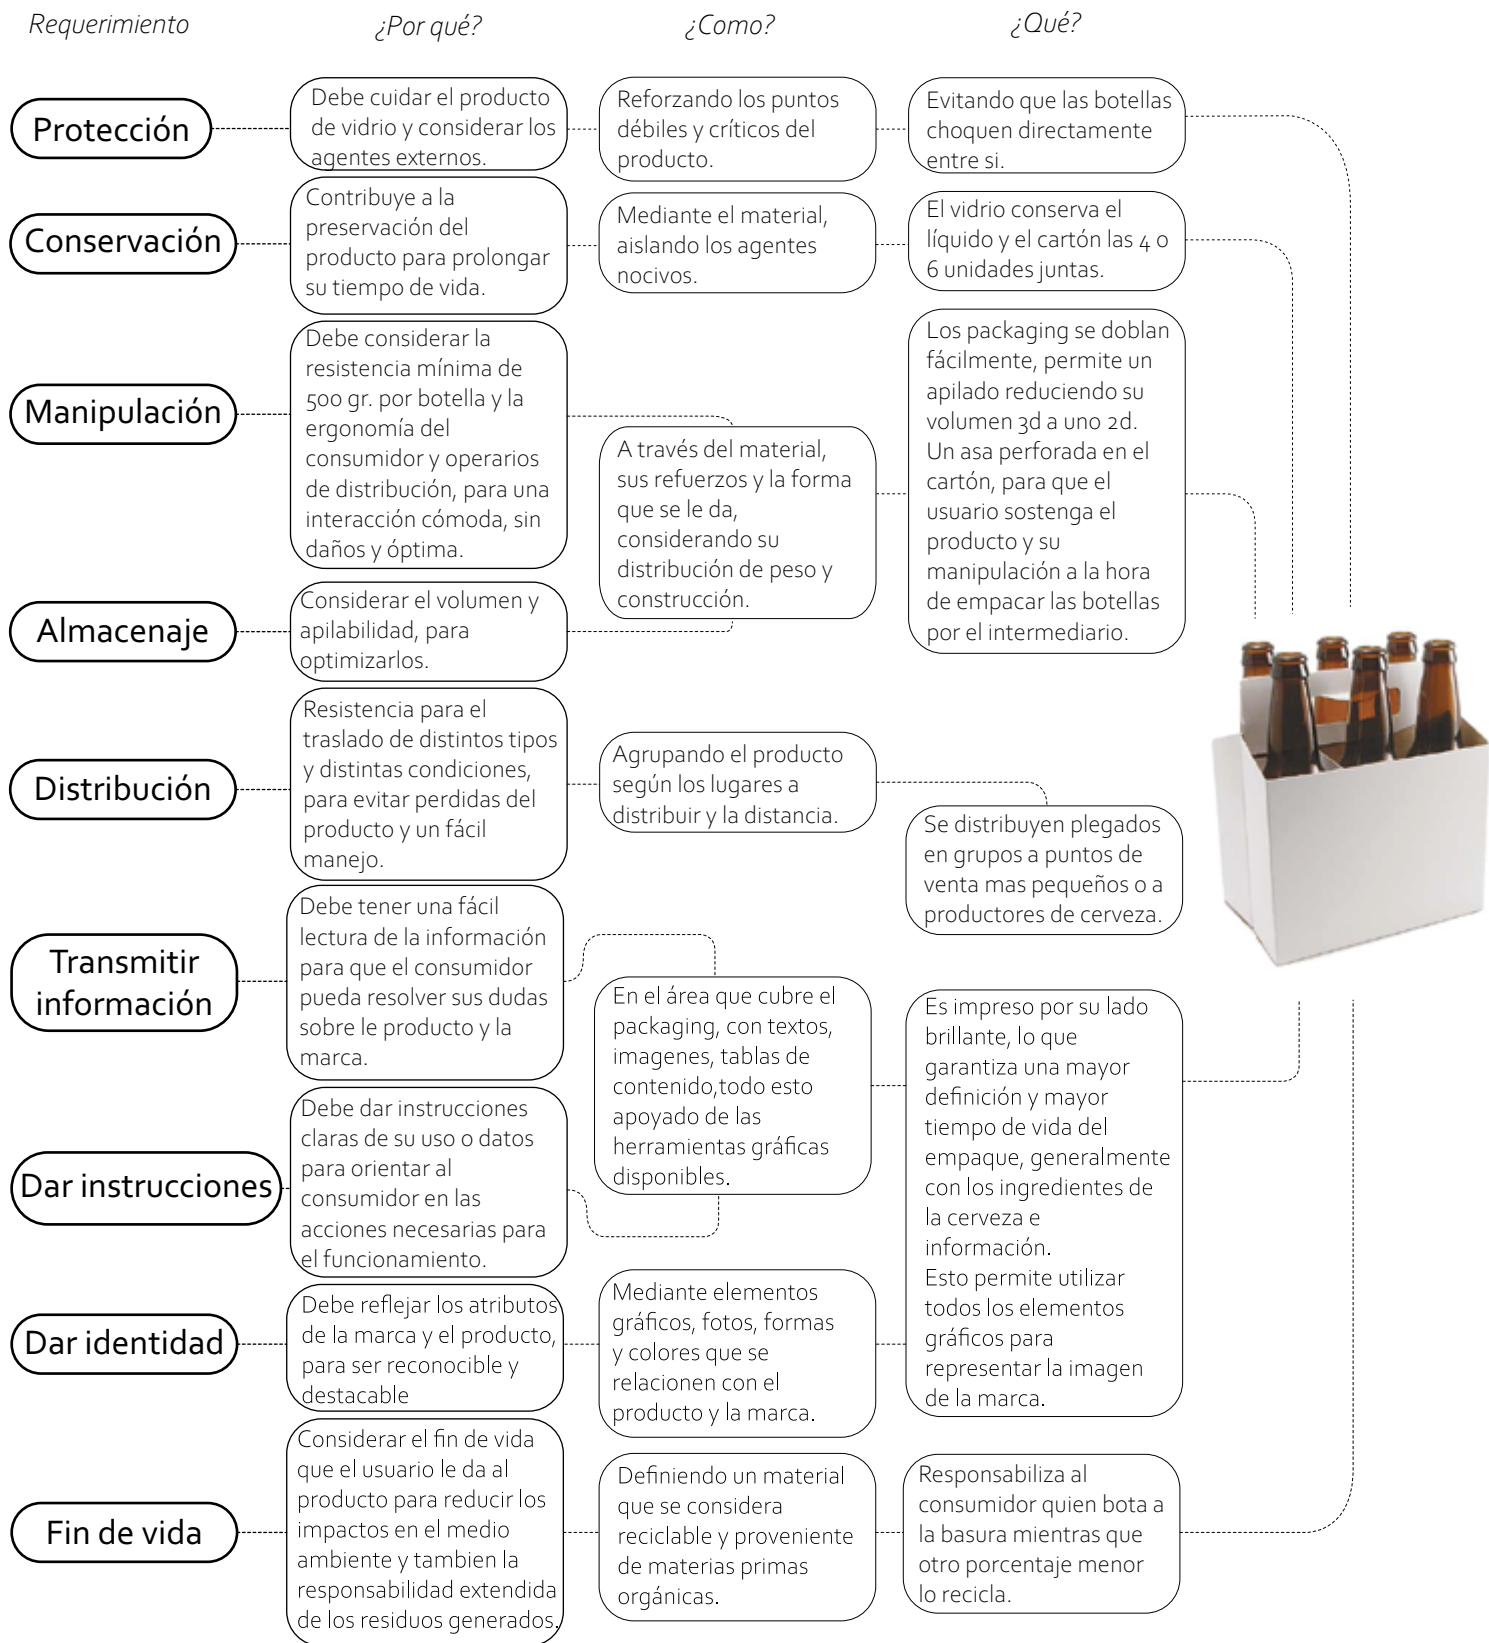 Requerimiento
¿Por qué?
¿Como?
¿Qué?
Protección
Debe cuidar el producto
de vidrio y considerar los
agentes externos.
Reforzando los puntos
débiles y críticos del
producto.
Evitando que las botellas
choquen directamente
entre si.
Conservación
Contribuye a la
preservación del
producto para prolongar
su tiempo de vida.
Mediante el material,
aislando los agentes
nocivos.
El vidrio conserva el
líquido y el cartón las 4 o
6 unidades juntas.
Manipulación
Debe considerar la
resistencia mínima de
500 gr. por botella y la
ergonomía del
consumidor y operarios
de distribución, para una
interacción cómoda, sin
daños y óptima.
A través del material,
sus refuerzos y la forma
que se le da,
considerando su
distribución de peso y
construcción.
Los packaging se doblan
fácilmente, permite un
apilado reduciendo su
volumen 3d a uno 2d.
Un asa perforada en el
cartón, para que el
usuario sostenga el
producto y su
manipulación a la hora
de empacar las botellas
por el intermediario.
Almacenaje
Considerar el volumen y
apilabilidad, para
optimizarlos.
Distribución
Resistencia para el
traslado de distintos tipos
y distintas condiciones,
para evitar perdidas del
producto y un fácil
manejo.
Agrupando el producto
según los lugares a
distribuir y la distancia.
Se distribuyen plegados
en grupos a puntos de
venta mas pequeños o a
productores de cerveza.
Transmitir
información
Debe tener una fácil
lectura de la información
para que el consumidor
pueda resolver sus dudas
sobre le producto y la
marca.
En el área que cubre el
packaging, con textos,
imagenes, tablas de
contenido,todo esto
apoyado de las
herramientas gráficas
disponibles.
Es impreso por su lado
brillante, lo que
garantiza una mayor
definición y mayor
tiempo de vida del
empaque, generalmente
con los ingredientes de
la cerveza e
información.
Esto permite utilizar
todos los elementos
gráficos para
representar la imagen
de la marca.
Dar instrucciones
Debe dar instrucciones
claras de su uso o datos
para orientar al
consumidor en las
acciones necesarias para
el funcionamiento.
Dar identidad
Debe reflejar los atributos
de la marca y el producto,
para ser reconocible y
destacable
Mediante elementos
gráficos, fotos, formas
y colores que se
relacionen con el
producto y la marca.
Fin de vida
Considerar el fin de vida
que el usuario le da al
producto para reducir los
impactos en el medio
ambiente y tambien la
responsabilidad extendida
de los residuos generados.
Definiendo un material
que se considera
reciclable y proveniente
de materias primas
orgánicas.
Responsabiliza al
consumidor quien bota a
la basura mientras que
otro porcentaje menor
lo recicla.